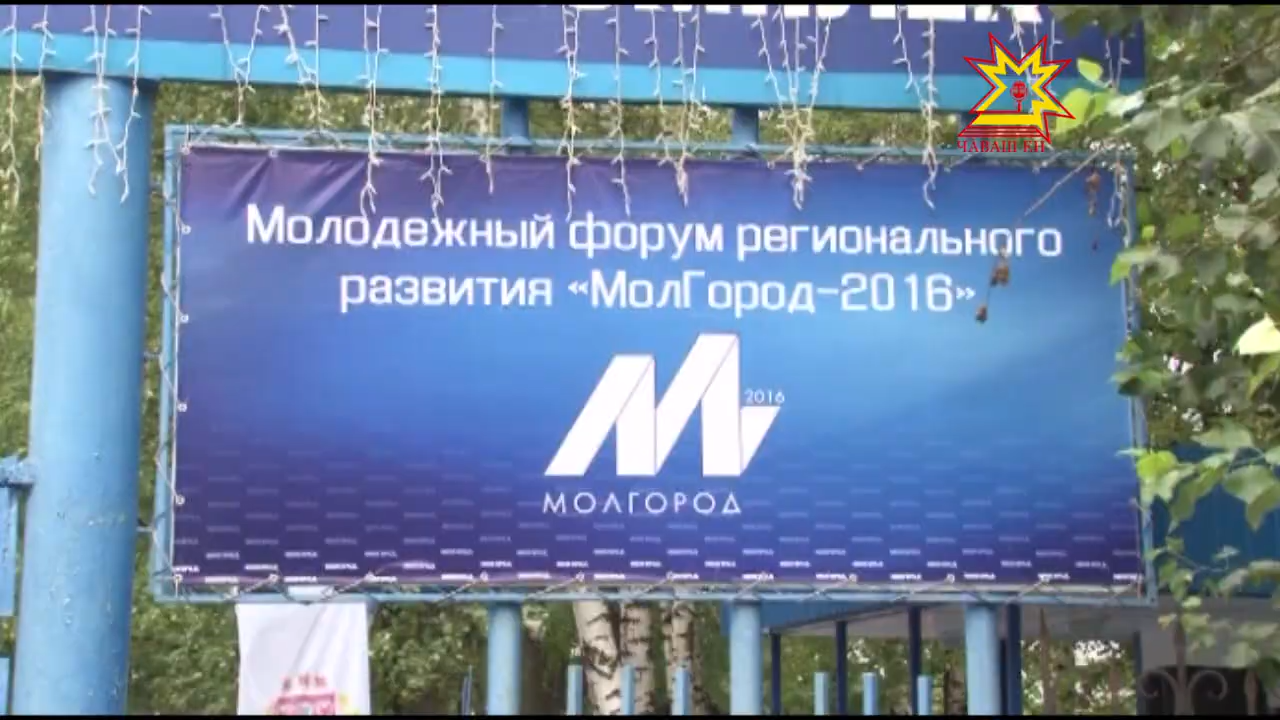 ЧАВАШ ЕН
Молодежный форум регионального
развития «МолГород-2016»
2016
МОЛГОРОД